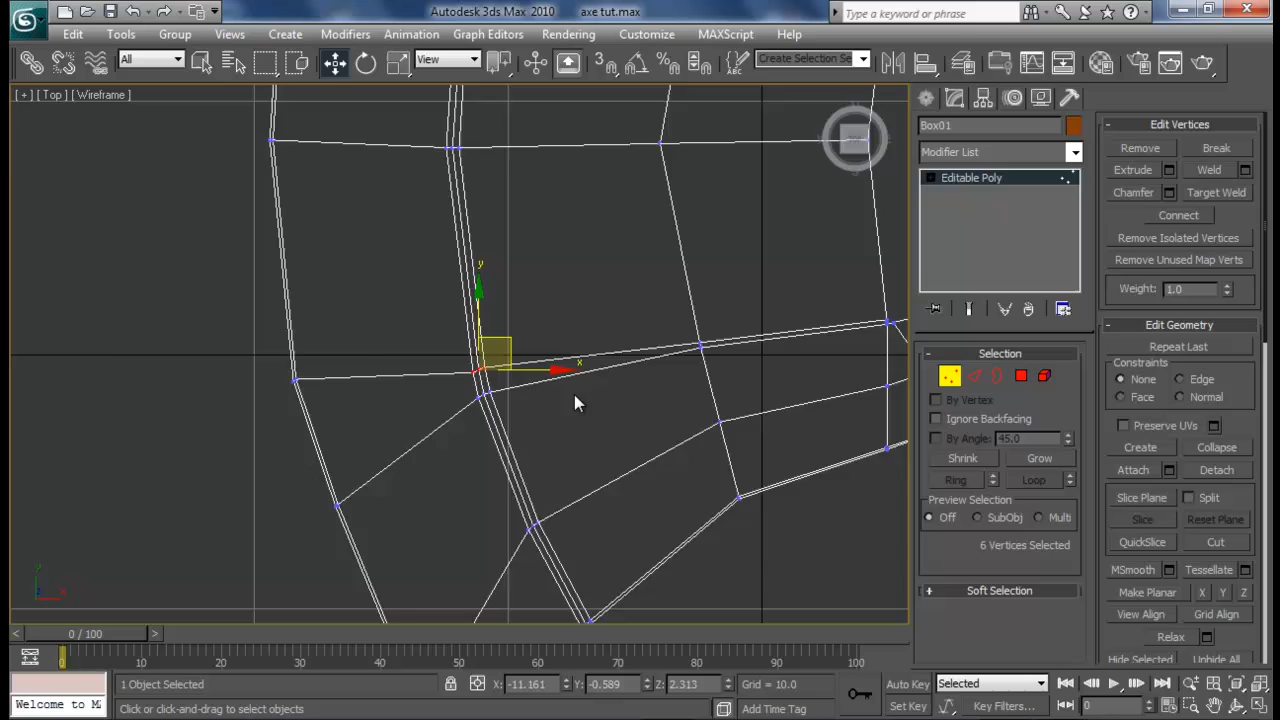 Autodesk 3ds Max 2010 axe tut.max
Type a keyword or phrase
Edit Tools Group Views Create Modifiers Animation Graph Editors Rendering Customize MAXScript Help
All View Create Selection Se
[ + ] [ Top ] [ Wireframe ]
Box01
Modifier List
Editable Poly
Edit Vertices
Remove Break
Extrude Weld
Chamfer Target Weld
Connect
Remove Isolated Vertices
Remove Unused Map Verts
Weight: 1.0
Edit Geometry
Repeat Last
Constraints
None Edge
Face Normal
Preserve UVs
Create Collapse
Attach Detach
Slice Plane Split
Slice Reset Plane
QuickSlice Cut
MSmooth Tessellate
Make Planar X Y Z
View Align Grid Align
Relax
Hide Selected Unhide All
Selection
By Vertex
Ignore Backfacing
By Angle: 45.0
Shrink Grow
Ring Loop
Preview Selection
Off SubObj Multi
6 Vertices Selected
Soft Selection
y
x
y
z x
0 / 100
0 10 20 30 40 50 60 70 80 90 100
1 Object Selected X: -11.161 Y: -0.589 Z: 2.313 Grid = 10.0 Auto Key Selected
Welcome to MA Click or click-and-drag to select objects Add Time Tag Set Key Key Filters... 0